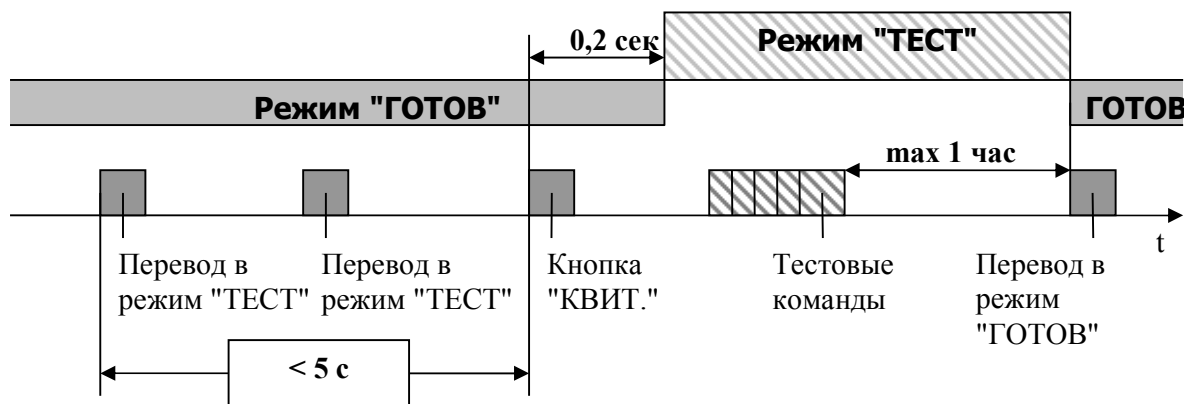 0,2 сек
Режим "ТЕСТ"
Режим "ГОТОВ"
ГОТОВ
max 1 час
t
Перевод в
режим "ТЕСТ"
Перевод в
режим "ТЕСТ"
Кнопка
"КВИТ."
Тестовые
команды
Перевод в
режим
"ГОТОВ"
< 5 с